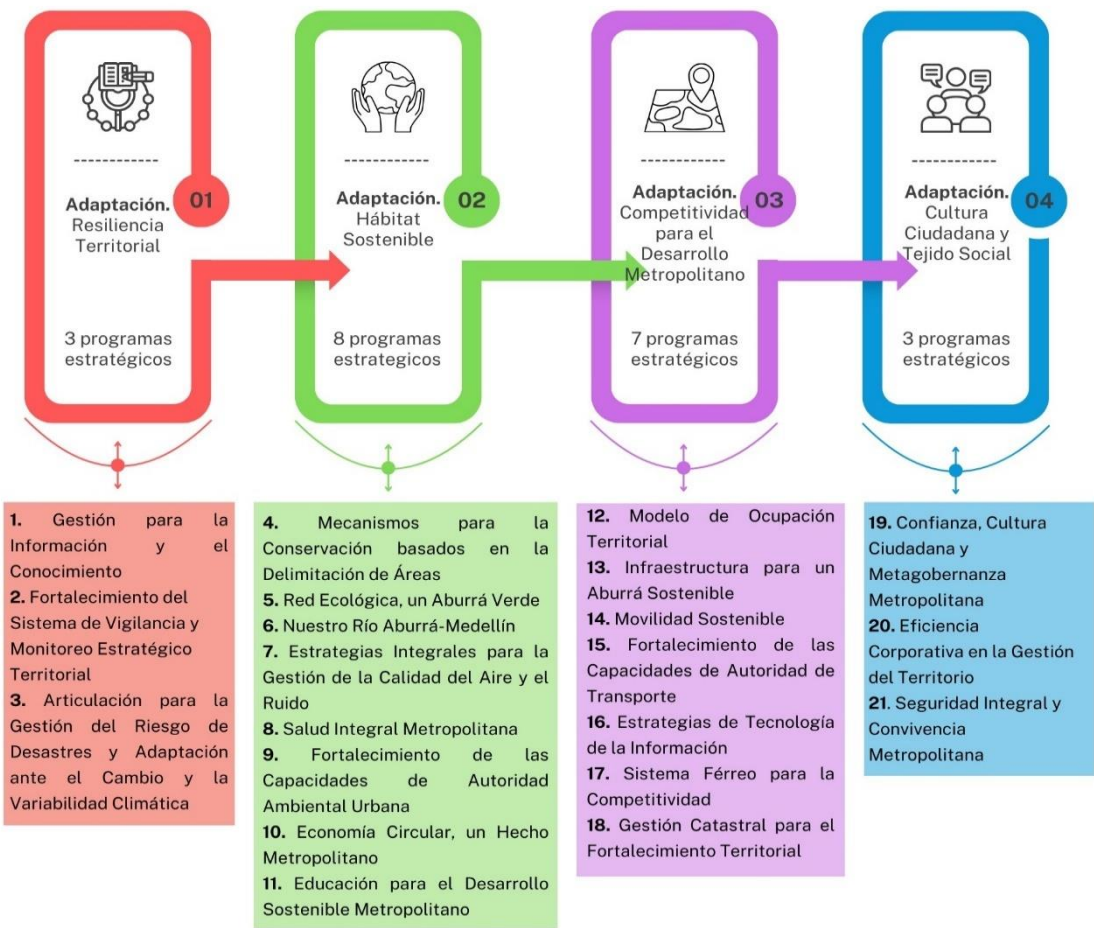 Adaptación.
Resiliencia
Territorial
01
3 programas
estratégicos
Adaptación.
Hábitat
Sostenible
02
8 programas
estrategicos
Adaptación.
Competitividad
para el
Desarrollo
Metropolitano
03
7 programas
estratégicos
Adaptación.
Cultura
Ciudadana y
Tejido Social
04
3 programas
estratégicos
1. Gestión para la
Información y el
Conocimiento
2. Fortalecimiento del
Sistema de Vigilancia y
Monitoreo Estratégico
Territorial
3. Articulación para la
Gestión del Riesgo de
Desastres y Adaptación
ante el Cambio y la
Variabilidad Climática
4. Mecanismos para la
Conservación basados en la
Delimitación de Áreas
5. Red Ecológica, un Aburrá Verde
6. Nuestro Río Aburrá-Medellín
7. Estrategias Integrales para la
Gestión de la Calidad del Aire y el
Ruido
8. Salud Integral Metropolitana
9. Fortalecimiento de las
Capacidades de Autoridad
Ambiental Urbana
10. Economía Circular, un Hecho
Metropolitano
11. Educación para el Desarrollo
Sostenible Metropolitano
12. Modelo de Ocupación
Territorial
13. Infraestructura para un
Aburrá Sostenible
14. Movilidad Sostenible
15. Fortalecimiento de las
Capacidades de Autoridad de
Transporte
16. Estrategias de Tecnología
de la Información
17. Sistema Férreo para la
Competitividad
18. Gestión Catastral para el
Fortalecimiento Territorial
19. Confianza, Cultura
Ciudadana y
Metagobernanza
Metropolitana
20. Eficiencia
Corporativa en la Gestión
del Territorio
21. Seguridad Integral y
Convivencia
Metropolitana